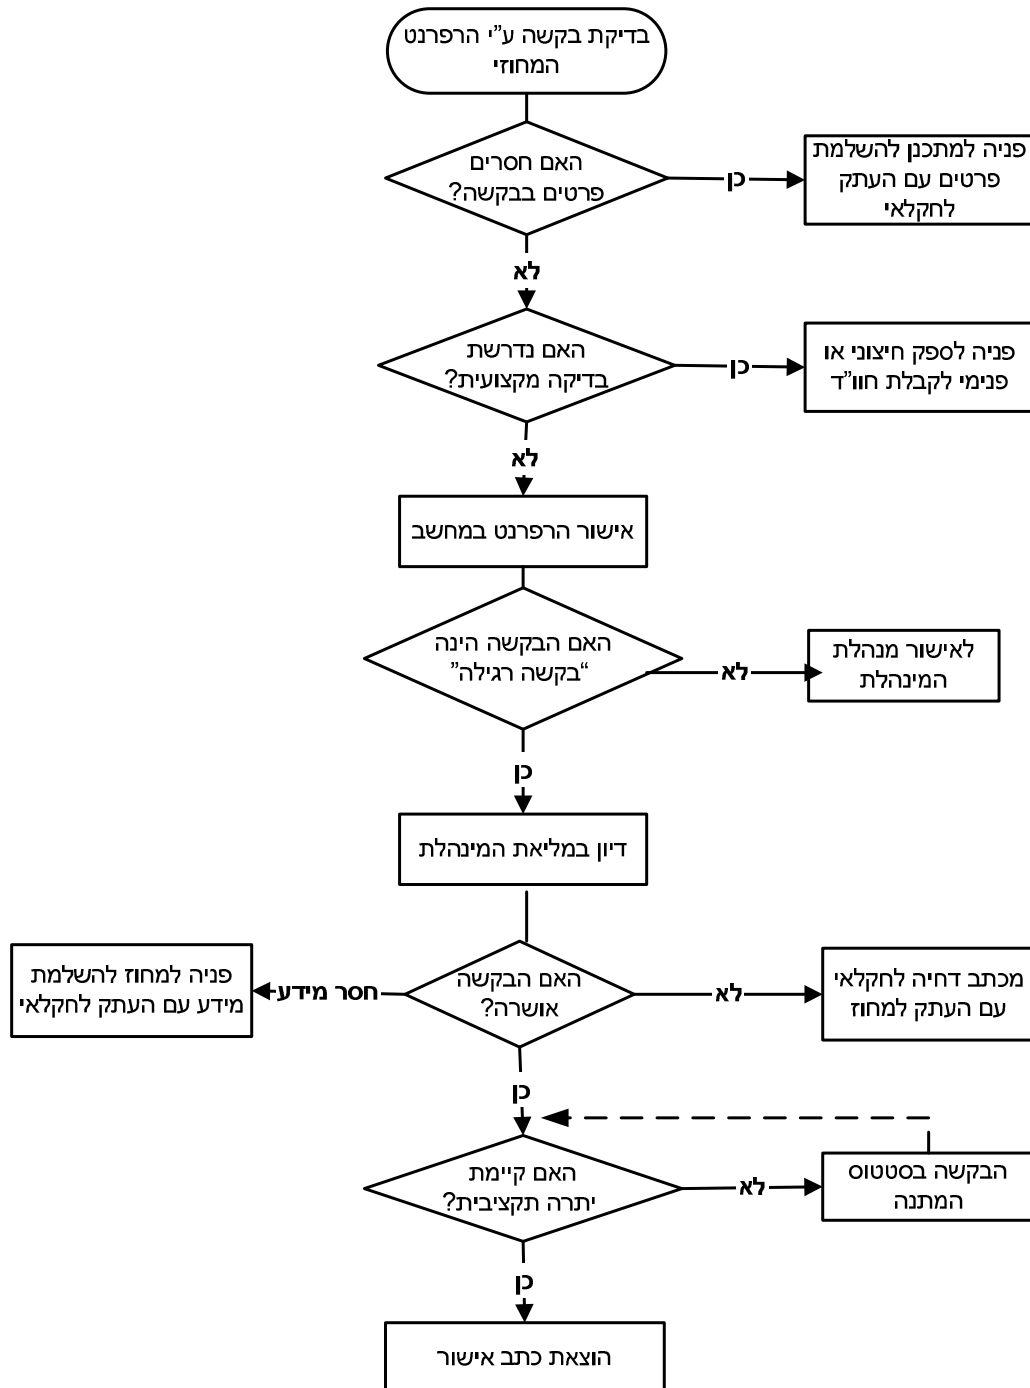 בדיקת בקשה ע"י הרפרנט
המחוזי
האם חסרים
פרטים בבקשה?
כן
פניה למתכנן להשלמת
פרטים עם העתק
לחקלאי
לא
האם נדרשת
בדיקה מקצועית?
כן
פניה לספק חיצוני או
פנימי לקבלת חוו"ד
לא
אישור הרפרנט במחשב
האם הבקשה הינה
"בקשה רגילה"
לא
לאישור מנהלת
המינהלת
כן
דיון במליאת המינהלת
האם הבקשה
אושרה?
לא
מכתב דחיה לחקלאי
עם העתק למחוז
חסר מידע
פניה למחוז להשלמת
מידע עם העתק לחקלאי
כן
האם קיימת
יתרה תקציבית?
לא
הבקשה בסטטוס
המתנה
כן
הוצאת כתב אישור